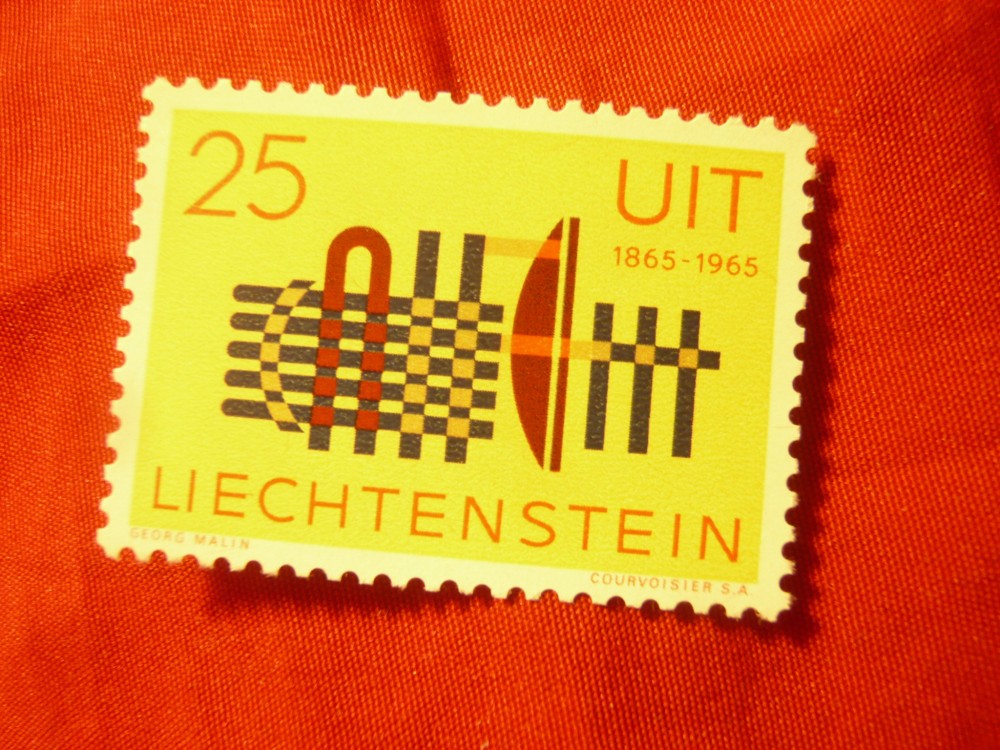 25
UIT
1865-1965
LIECHTENSTEIN
GEORG MALIN
COURVOISIER S.A.